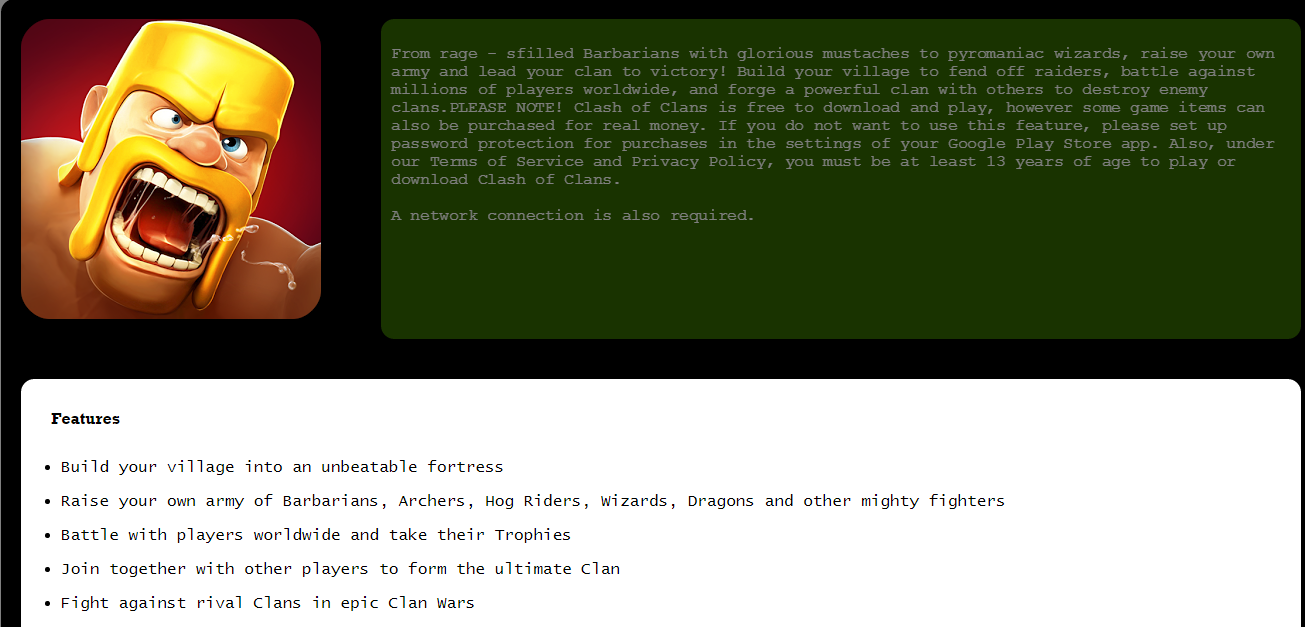 From rage - sfilled Barbarians with glorious mustaches to pyromaniac wizards, raise your own
army and lead your clan to victory! Build your village to fend off raiders, battle against
millions of players worldwide, and forge a powerful clan with others to destroy enemy
clans.PLEASE NOTE! Clash of Clans is free to download and play, however some game items can
also be purchased for real money. If you do not want to use this feature, please set up
password protection for purchases in the settings of your Google Play Store app. Also, under
our Terms of Service and Privacy Policy, you must be at least 13 years of age to play or
download Clash of Clans.
A network connection is also required.
Features
• Build your village into an unbeatable fortress
• Raise your own army of Barbarians, Archers, Hog Riders, Wizards, Dragons and other mighty fighters
• Battle with players worldwide and take their Trophies
• Join together with other players to form the ultimate Clan
• Fight against rival Clans in epic Clan Wars